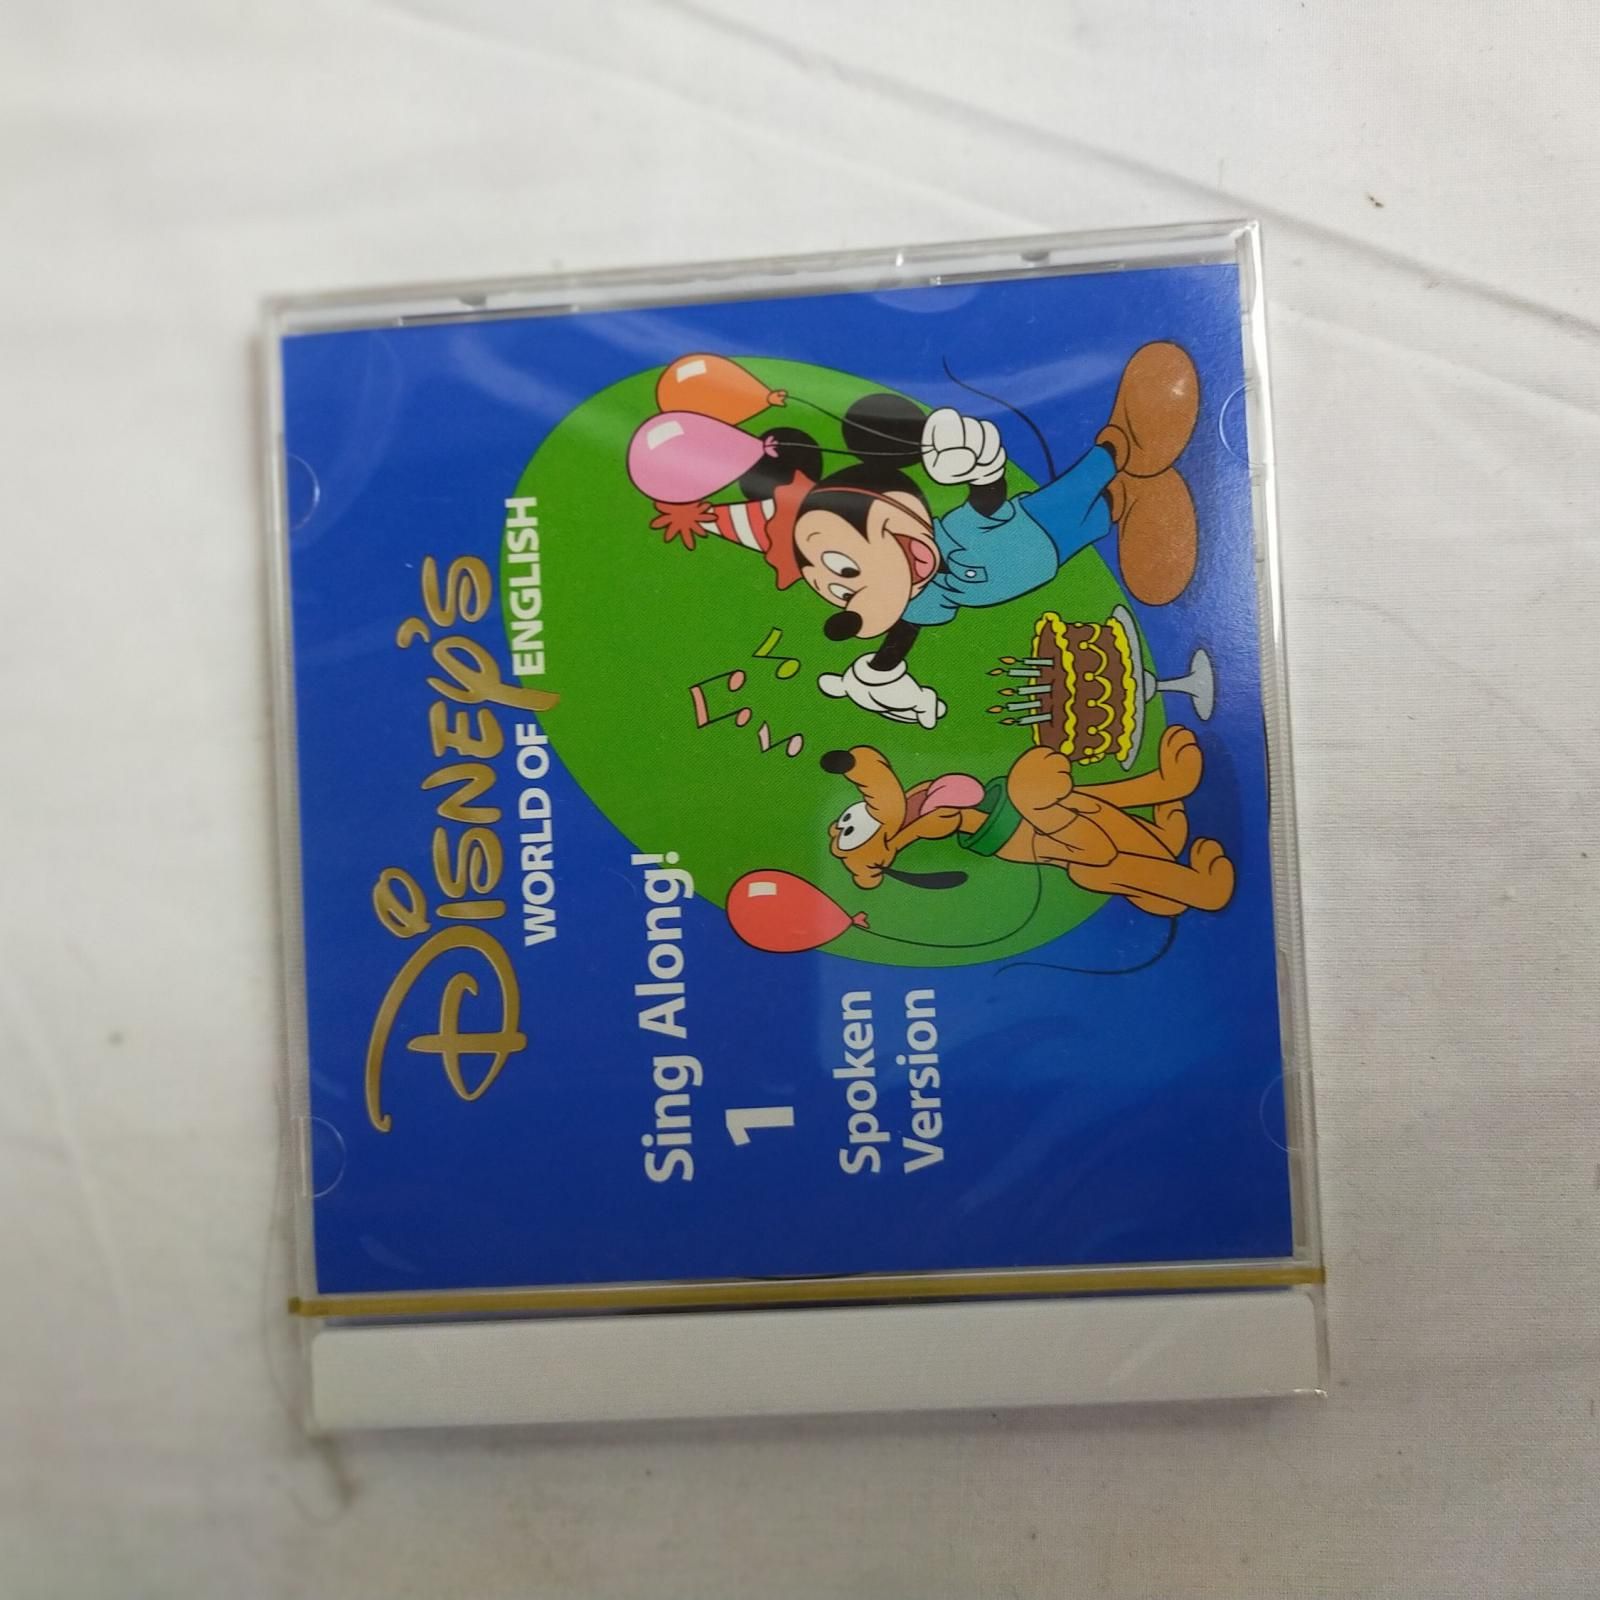 Disney's
WORLD OF ENGLISH
Sing Along!
1
Spoken
Version